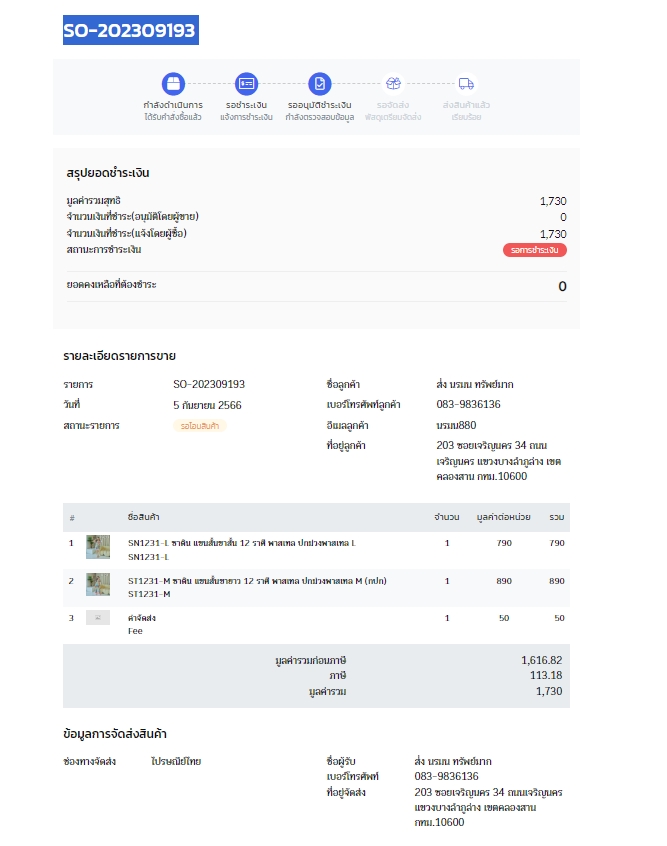 SO-202309193
กำลังดำเนินการ รอชำระเงิน รออนุมัติชำระเงิน รอจัดส่ง ส่งสินค้าแล้ว
ได้รับคำสั่งซื้อแล้ว แจ้งการชำระเงิน กำลังตรวจสอบข้อมูล พัสดุเตรียมจัดส่ง เรียบร้อย
สรุปยอดชำระเงิน
มูลค่ารวมสุทธิ 1,730
จำนวนเงินที่ชำระ(อนุมัติโดยผู้ขาย) 0
จำนวนเงินที่ชำระ(แจ้งโดยผู้ซื้อ) 1,730
สถานะการชำระเงิน รอการชำระเงิน
ยอดคงเหลือที่ต้องชำระ 0
รายละเอียดรายการขาย
รายการ SO-202309193 ชื่อลูกค้า ส่ง นรมน ทรัพย์มาก
วันที่ 5 กันยายน 2566 เบอร์โทรศัพท์ลูกค้า 083-9836136
สถานะรายการ รอโอนสินค้า อีเมลลูกค้า นรมน880
ที่อยู่ลูกค้า 203 ซอยเจริญนคร 34 ถนน
เจริญนคร แขวงบางลำภูล่าง เขต
คลองสาน กทม.10600
# ชื่อสินค้า จำนวน มูลค่าต่อหน่วย รวม
1 SN1231-L ซาติน แขนสั้นขาสั้น 12 ราศี พาสเทล ปกม่วงพาสเทล L 1 790 790
SN1231-L
2 ST1231-M ซาติน แขนสั้นขายาว 12 ราศี พาสเทล ปกม่วงพาสเทล M (กปก) 1 890 890
ST1231-M
3 ค่าจัดส่ง 1 50 50
Fee
มูลค่ารวมก่อนภาษี 1,616.82
ภาษี 113.18
มูลค่ารวม 1,730
ข้อมูลการจัดส่งสินค้า
ช่องทางจัดส่ง ไปรษณีย์ไทย ชื่อผู้รับ ส่ง นรมน ทรัพย์มาก
เบอร์โทรศัพท์ 083-9836136
ที่อยู่จัดส่ง 203 ซอยเจริญนคร 34 ถนนเจริญนคร
แขวงบางลำภูล่าง เขตคลองสาน
กทม.10600